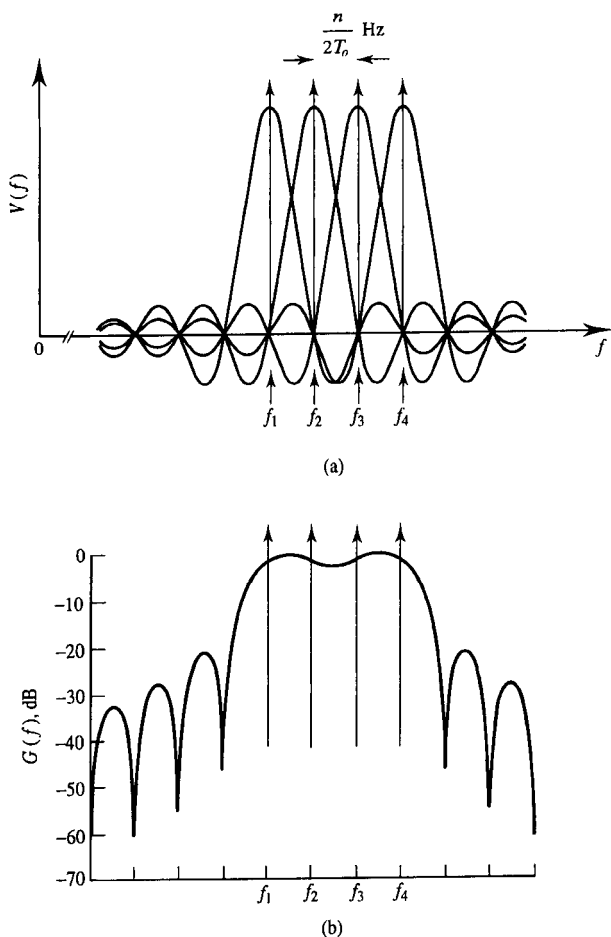 n/2Tₒ Hz
V(f)
0
f
f₁ f₂ f₃ f₄
(a)
0
−10
−20
−30
−40
−50
−60
−70
G(f), dB
f₁ f₂ f₃ f₄
(b)